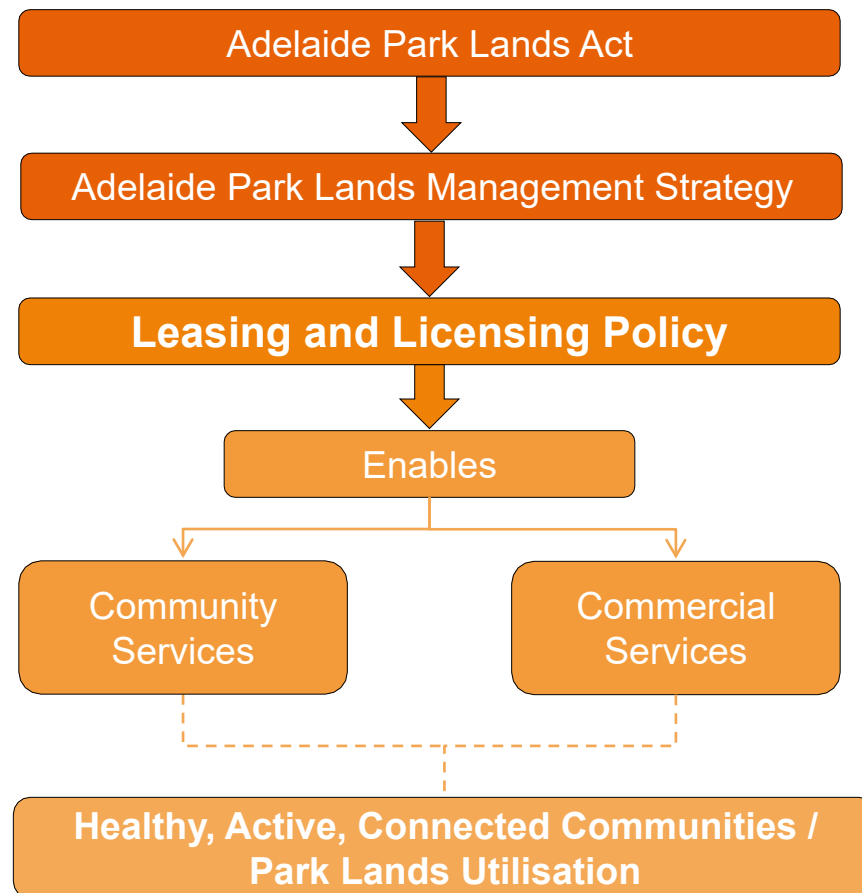 Adelaide Park Lands Act
Adelaide Park Lands Management Strategy
Leasing and Licensing Policy
Enables
Community
Services
Commercial
Services
Healthy, Active, Connected Communities /
Park Lands Utilisation